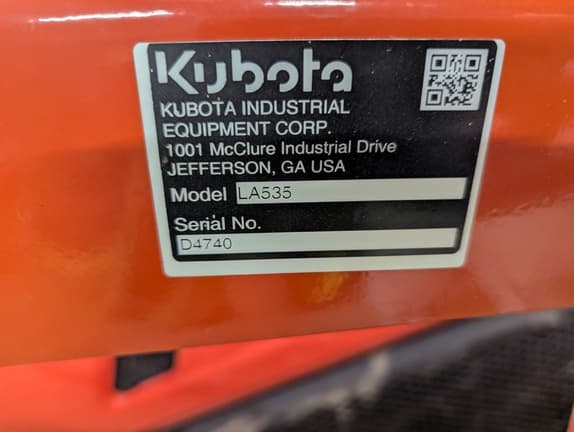 Kubota
KUBOTA INDUSTRIAL
EQUIPMENT CORP.
1001 McClure Industrial Drive
JEFFERSON, GA USA
Model LA535
Serial No.
D4740